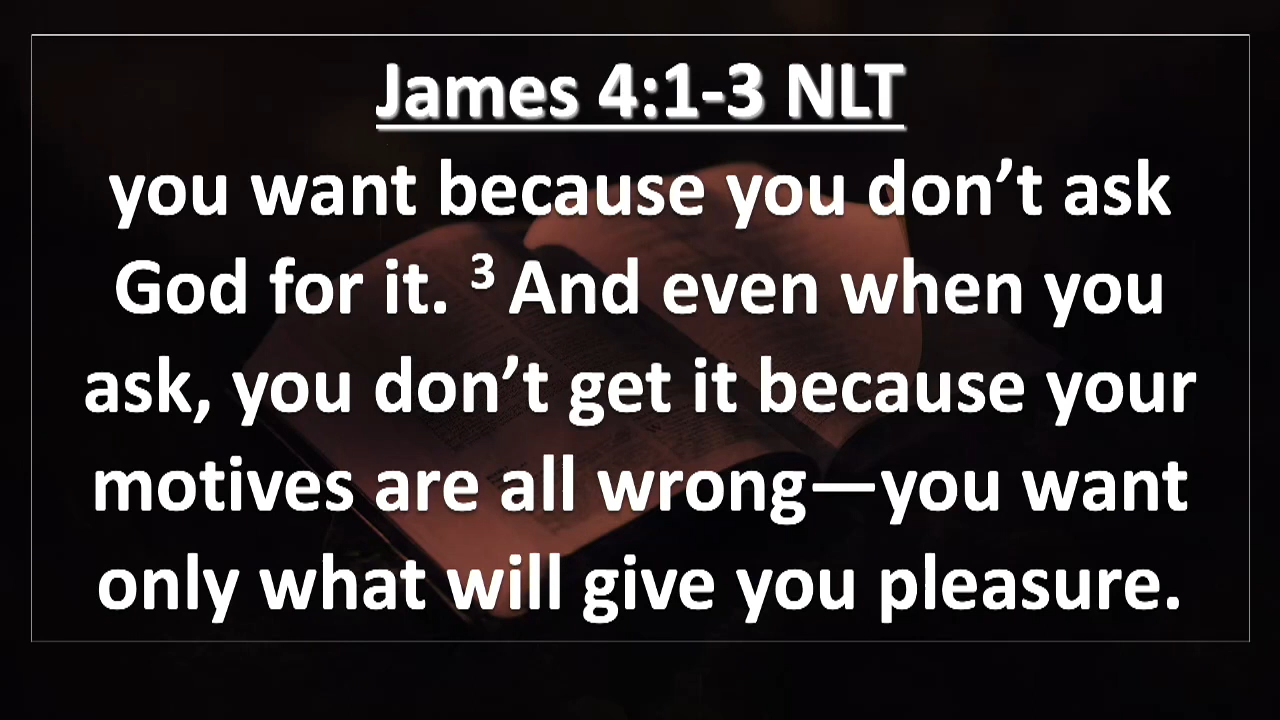 James 4:1-3 NLT
you want because you don’t ask
God for it. ³ And even when you
ask, you don’t get it because your
motives are all wrong—you want
only what will give you pleasure.